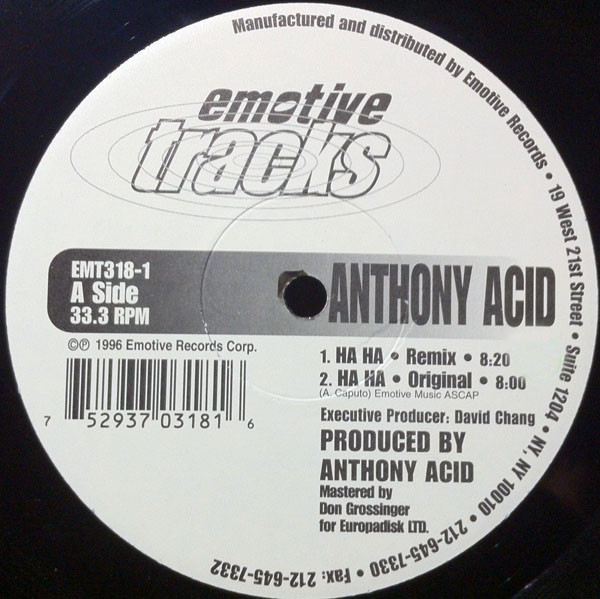 Manufactured and distributed by Emotive Records • 19 West 21st Street • Suite 1204 • NY, NY 10010 • 212-645-7330 • Fax: 212-645-7332
emotive
tracks
EMT318-1
A Side
33.3 RPM
ANTHONY ACID
©℗ 1996 Emotive Records Corp.
7 52937 03181 6
1. HA HA • Remix • 8:20
2. HA HA • Original • 8:00
(A. Caputo) Emotive Music ASCAP
Executive Producer: David Chang
PRODUCED BY
ANTHONY ACID
Mastered by
Don Grossinger
for Europadisk LTD.